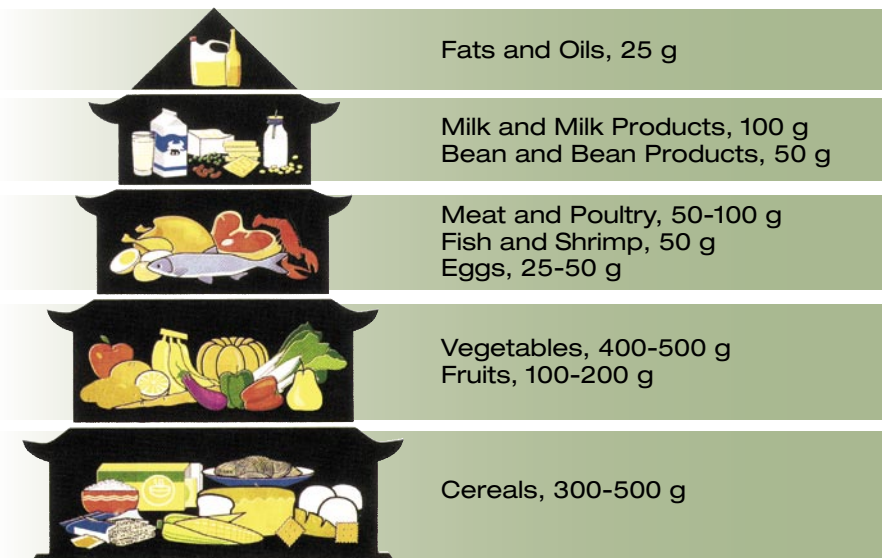 Fats and Oils, 25 g
Milk and Milk Products, 100 g
Bean and Bean Products, 50 g
Meat and Poultry, 50-100 g
Fish and Shrimp, 50 g
Eggs, 25-50 g
Vegetables, 400-500 g
Fruits, 100-200 g
Cereals, 300-500 g